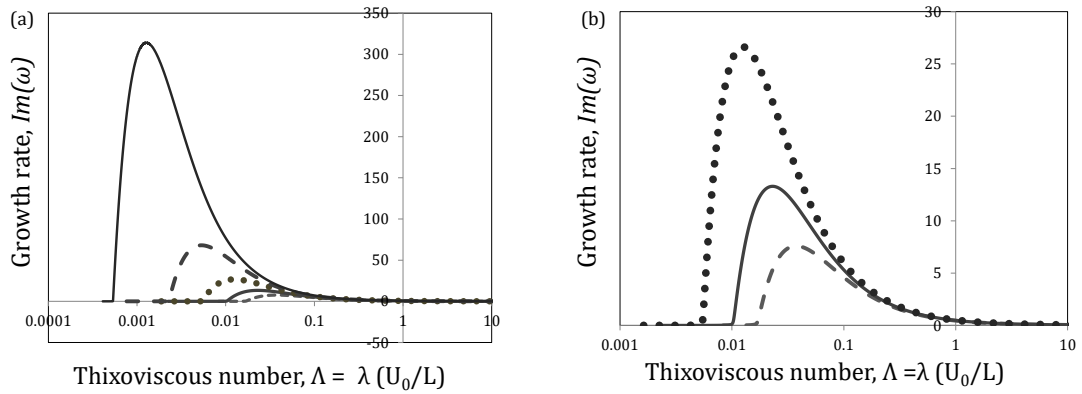 (a)
Growth rate, Im(ω)
350
300
250
200
150
100
50
0
-50
0.0001 0.001 0.01 0.1 1 10
Thixoviscous number, Λ = λ (U₀/L)
(b)
Growth rate, Im(ω)
30
25
20
15
10
5
0
0.001 0.01 0.1 1 10
Thixoviscous number, Λ =λ (U₀/L)